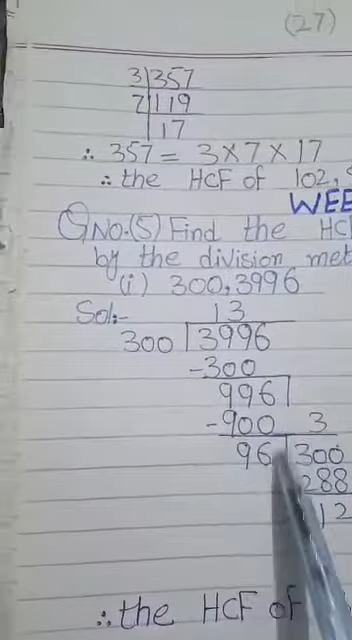 (27)
3 357
7 119
17
∴ 357 = 3×7×17
∴ the HCF of 102,
WEE
QNO.(5) Find the HCF
by the division met
(i) 300,3996
Sol:-
13
300 3996
-300
996
-900 3
96 300
288
12
∴ the HCF of